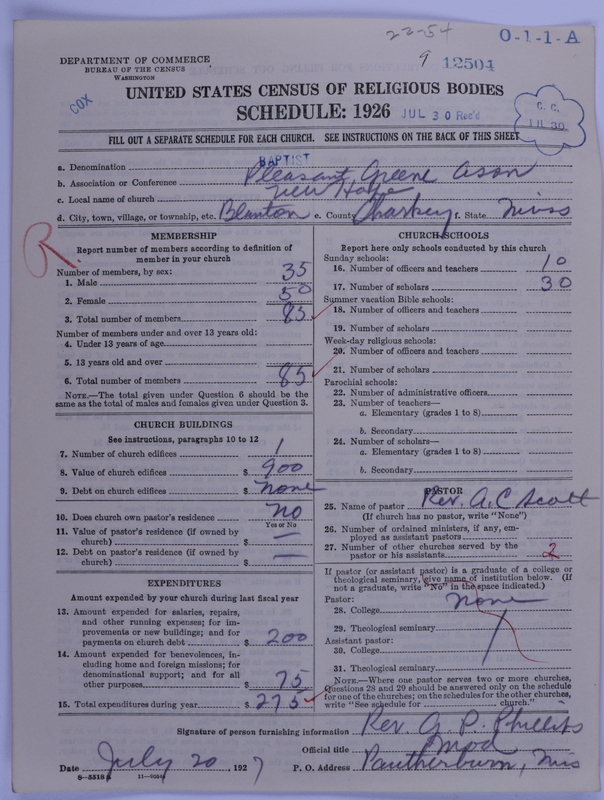 22-54
O-1-1-A
9 12504
DEPARTMENT OF COMMERCE
BUREAU OF THE CENSUS
WASHINGTON
COX
UNITED STATES CENSUS OF RELIGIOUS BODIES
SCHEDULE: 1926 JUL 30 Rec'd
C. C.
JUL 30
FILL OUT A SEPARATE SCHEDULE FOR EACH CHURCH. SEE INSTRUCTIONS ON THE BACK OF THIS SHEET
a. Denomination BAPTIST
b. Association or Conference Pleasant Greene Ason
c. Local name of church New Hope
d. City, town, village, or township, etc. Blanton e. County Sharkey f. State Miss
R.
MEMBERSHIP
Report number of members according to definition of member in your church
Number of members, by sex:
1. Male 35
2. Female 50
3. Total number of members 85
Number of members under and over 13 years old:
4. Under 13 years of age
5. 13 years old and over
6. Total number of members 85
NOTE.—The total given under Question 6 should be the same as the total of males and females given under Question 3.
CHURCH BUILDINGS
See instructions, paragraphs 10 to 12
7. Number of church edifices 1
8. Value of church edifices $ 900
9. Debt on church edifices $ none
10. Does church own pastor's residence no
Yes or No
11. Value of pastor's residence (if owned by church) $ —
12. Debt on pastor's residence (if owned by church) $ —
EXPENDITURES
Amount expended by your church during last fiscal year
13. Amount expended for salaries, repairs, and other running expenses; for improvements or new buildings; and for payments on church debt $ 200
14. Amount expended for benevolences, including home and foreign missions; for denominational support; and for all other purposes $ 75
15. Total expenditures during year $ 275
CHURCH SCHOOLS
Report here only schools conducted by this church
Sunday schools:
16. Number of officers and teachers 10
17. Number of scholars 30
Summer vacation Bible schools:
18. Number of officers and teachers
19. Number of scholars
Week-day religious schools:
20. Number of officers and teachers
21. Number of scholars
Parochial schools:
22. Number of administrative officers
23. Number of teachers—
a. Elementary (grades 1 to 8)
b. Secondary
24. Number of scholars—
a. Elementary (grades 1 to 8)
b. Secondary
PASTOR
25. Name of pastor Rev. A. C Scott
(If church has no pastor, write "None")
26. Number of ordained ministers, if any, employed as assistant pastors
27. Number of other churches served by the pastor or his assistants 2
If pastor (or assistant pastor) is a graduate of a college or theological seminary, give name of institution below. (If not a graduate, write "No" in the space indicated.)
Pastor: none
28. College
29. Theological seminary
Assistant pastor:
30. College
31. Theological seminary
NOTE.—Where one pastor serves two or more churches, Questions 28 and 29 should be answered only on the schedule for one of the churches; on the schedules for the other churches, write "See schedule for church."
Signature of person furnishing information Rev. G. P. Phillips
Official title Mod
Date July 20, 1927 P. O. Address Pantherburn, Mis
8-5518 11-9054